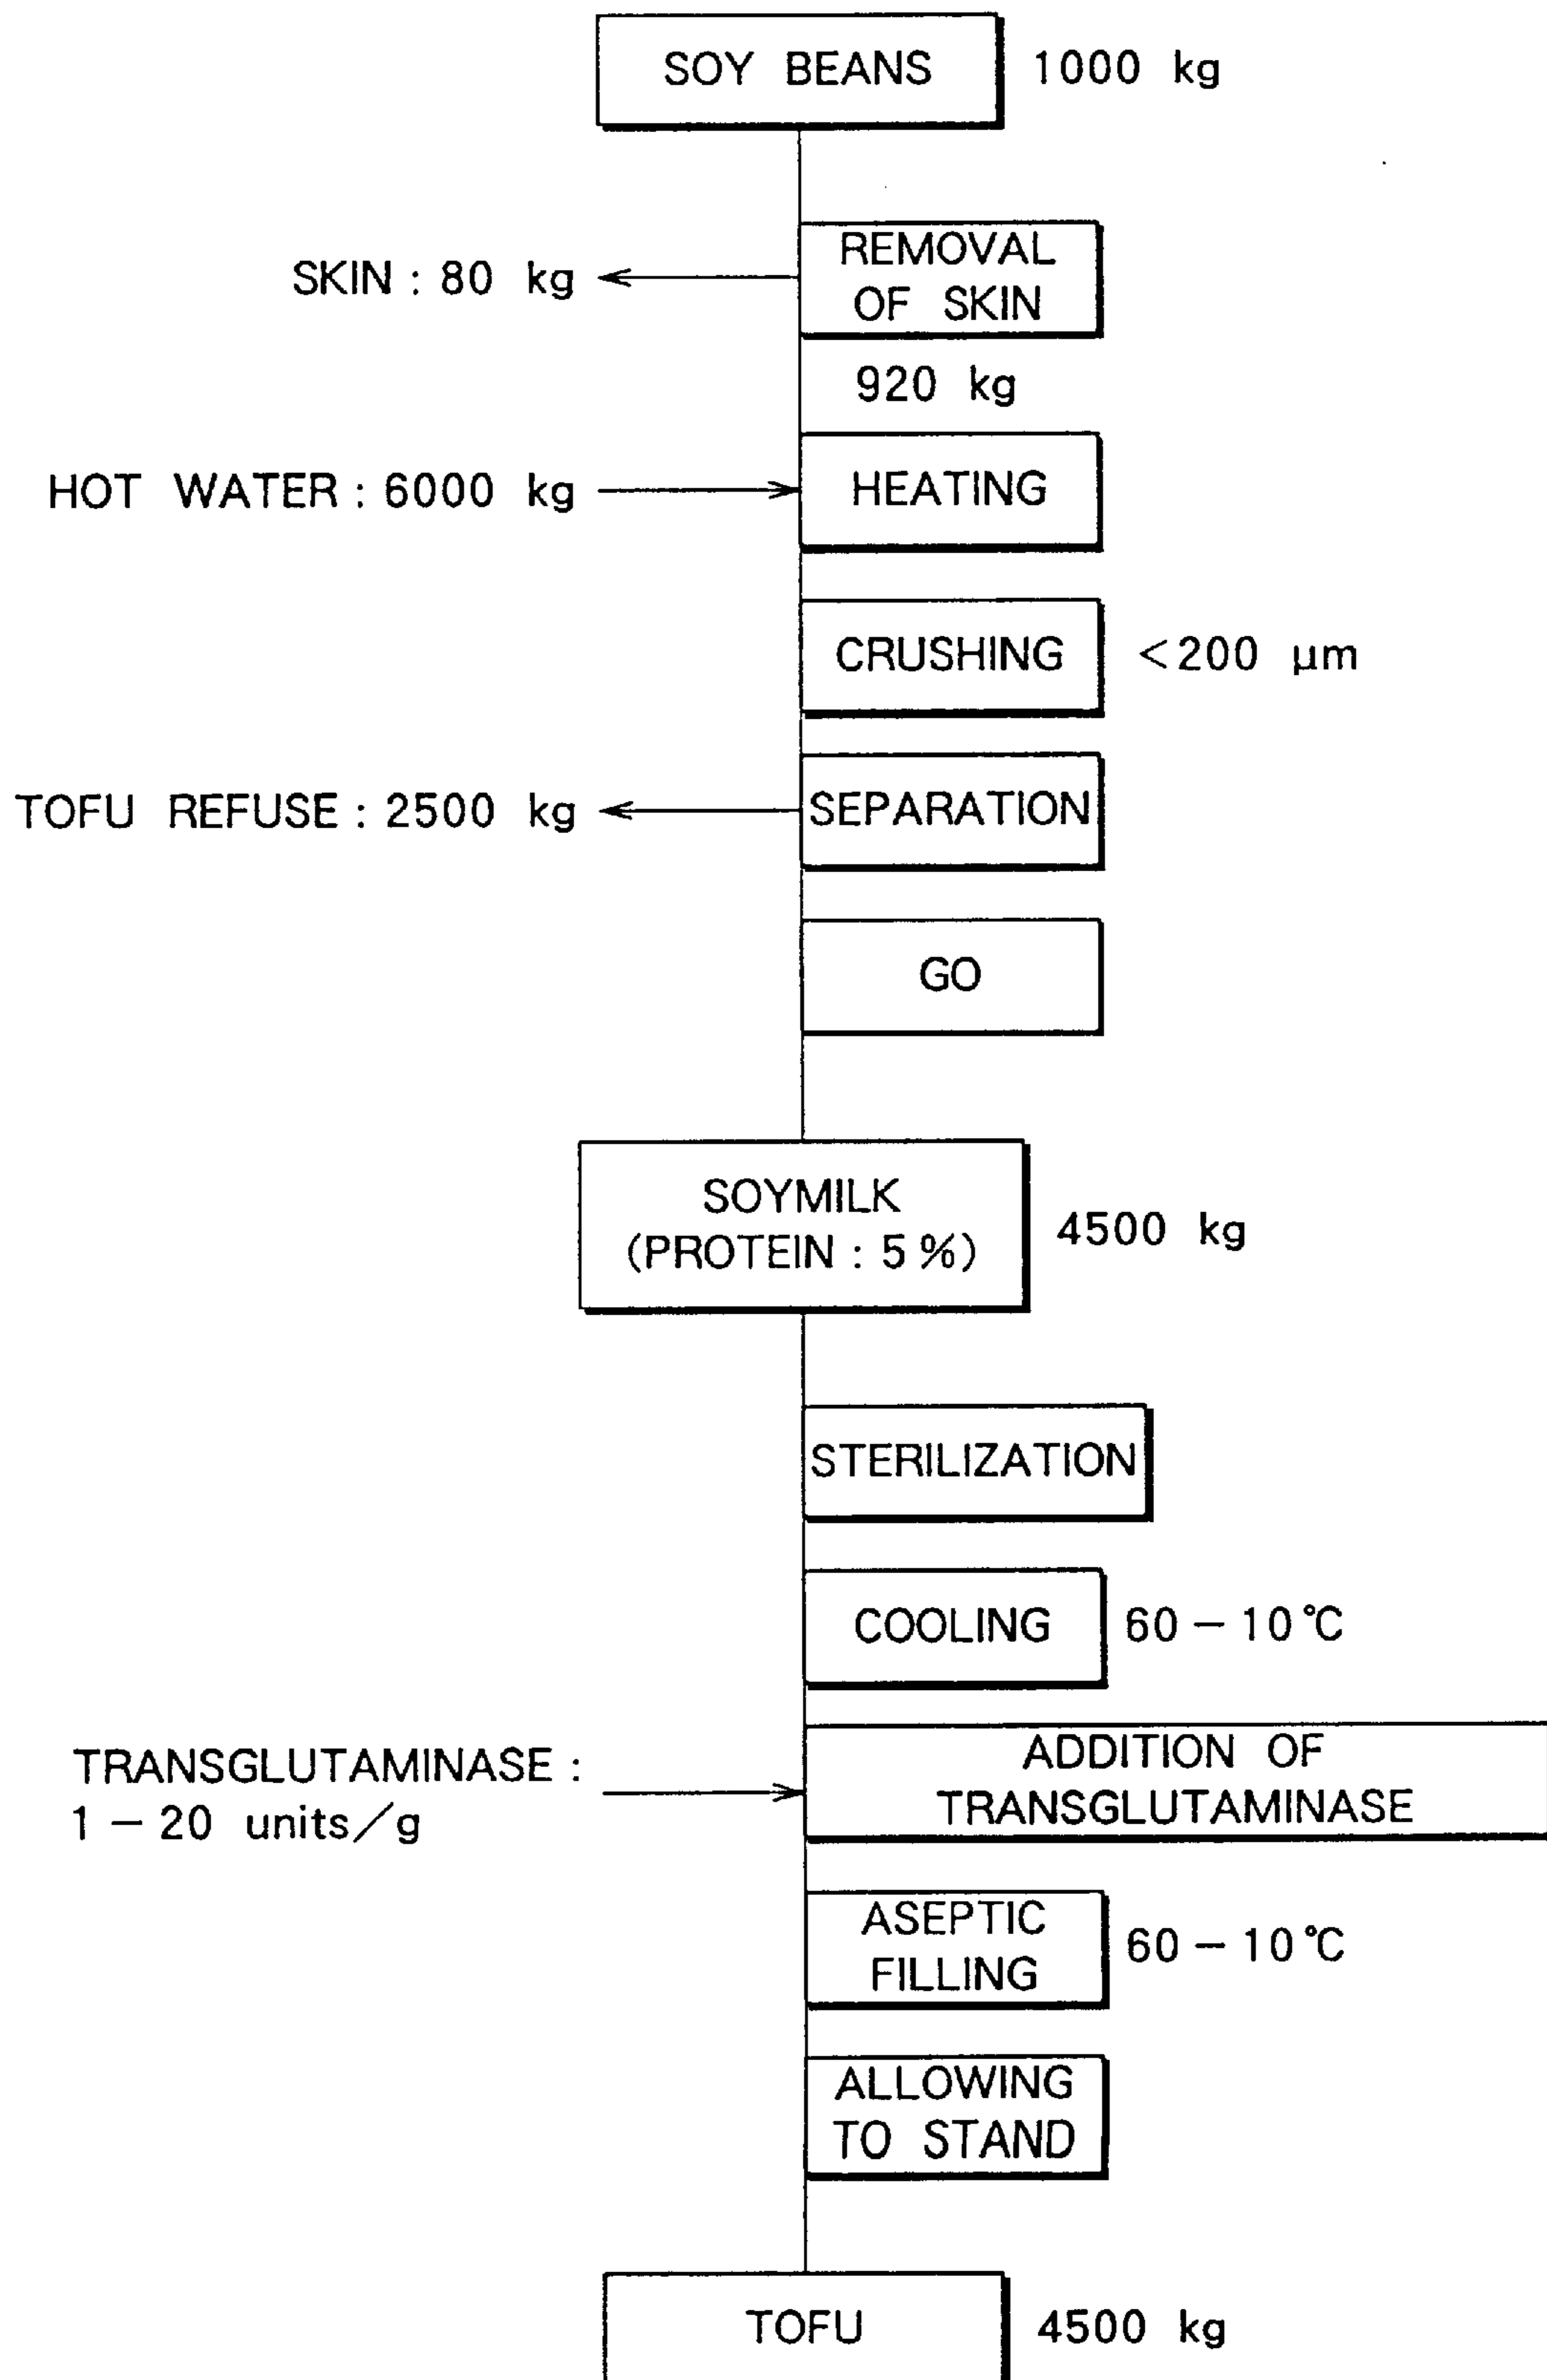 SOY BEANS
1000 kg
SKIN : 80 kg
REMOVAL
OF SKIN
920 kg
HOT WATER : 6000 kg
HEATING
CRUSHING
<200 µm
TOFU REFUSE : 2500 kg
SEPARATION
GO
SOYMILK
(PROTEIN : 5%)
4500 kg
STERILIZATION
COOLING
60-10℃
TRANSGLUTAMINASE :
1-20 units/g
ADDITION OF
TRANSGLUTAMINASE
ASEPTIC
FILLING
60-10℃
ALLOWING
TO STAND
TOFU
4500 kg